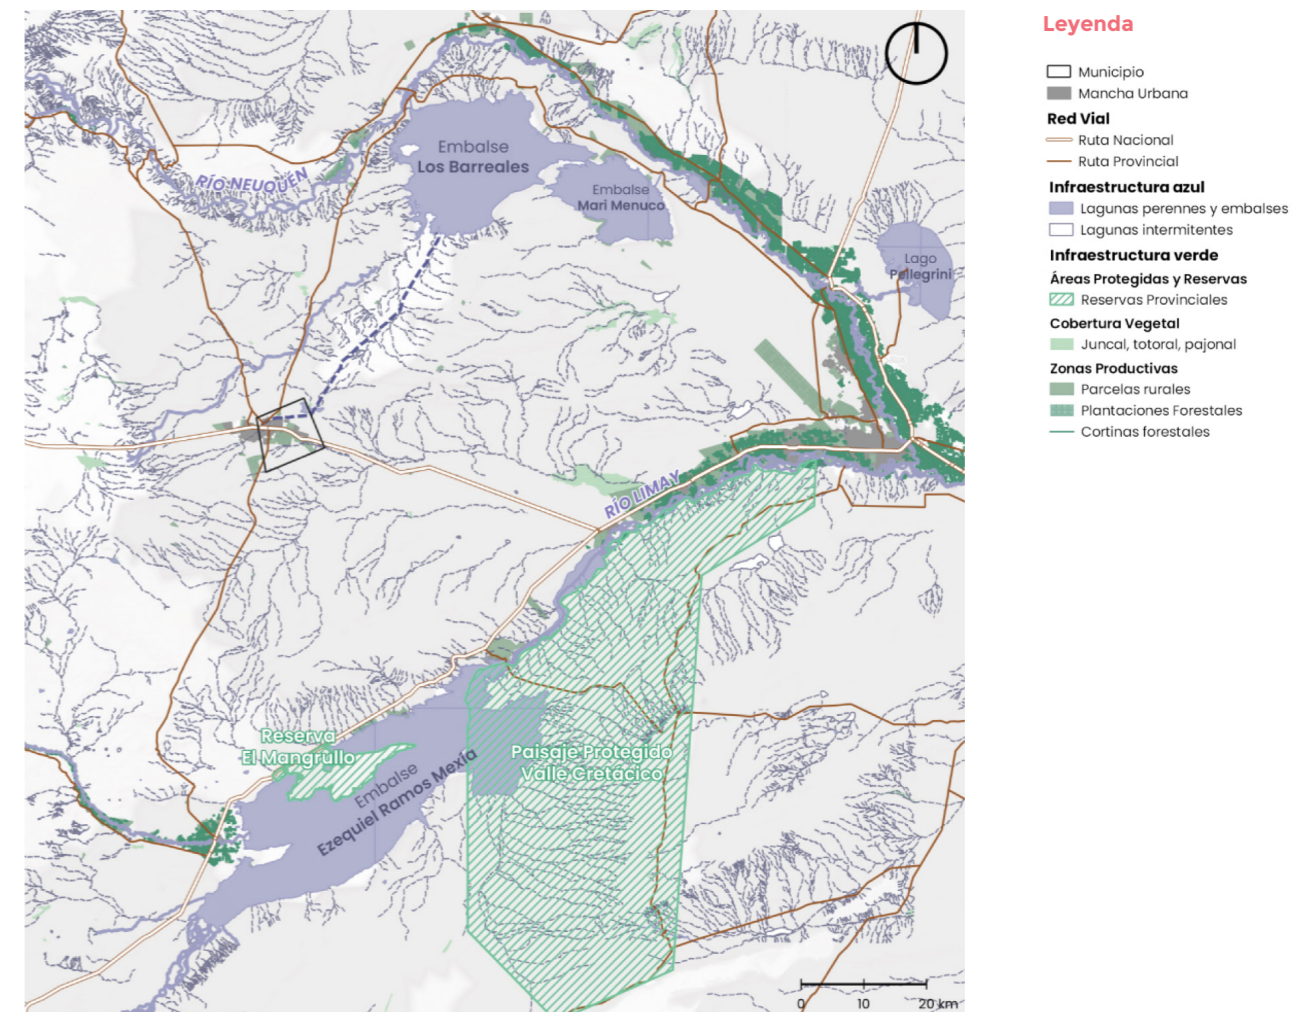 Embalse
Los Barreales
Embalse
Mari Menuco
RÍO NEUQUÉN
Lago
Pellegrini
RÍO LIMAY
Reserva
El Mangrullo
Embalse
Ezequiel Ramos Mexía
Paisaje Protegido
Valle Cretácico
0 10 20 km
Leyenda
Municipio
Mancha Urbana
Red Vial
Ruta Nacional
Ruta Provincial
Infraestructura azul
Lagunas perennes y embalses
Lagunas intermitentes
Infraestructura verde
Áreas Protegidas y Reservas
Reservas Provinciales
Cobertura Vegetal
Juncal, totoral, pajonal
Zonas Productivas
Parcelas rurales
Plantaciones Forestales
Cortinas forestales